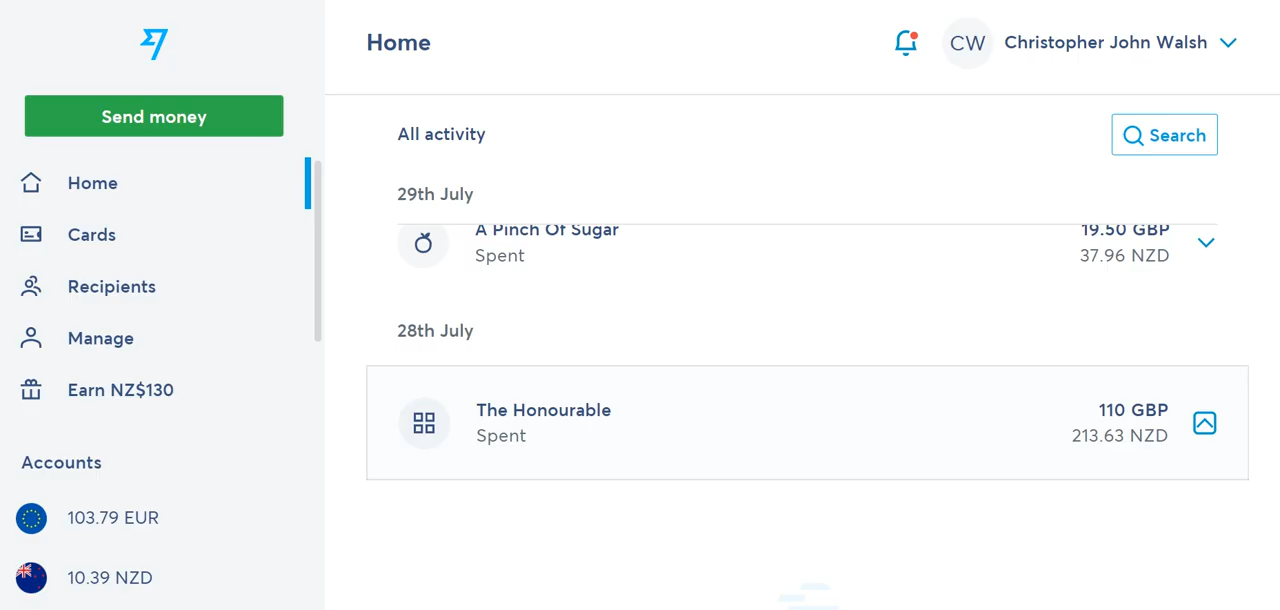 Home
CW
Christopher John Walsh
Send money
Home
Cards
Recipients
Manage
Earn NZ$130
Accounts
103.79 EUR
10.39 NZD
All activity
Search
29th July
A Pinch Of Sugar
19.50 GBP
Spent
37.96 NZD
28th July
The Honourable
110 GBP
Spent
213.63 NZD